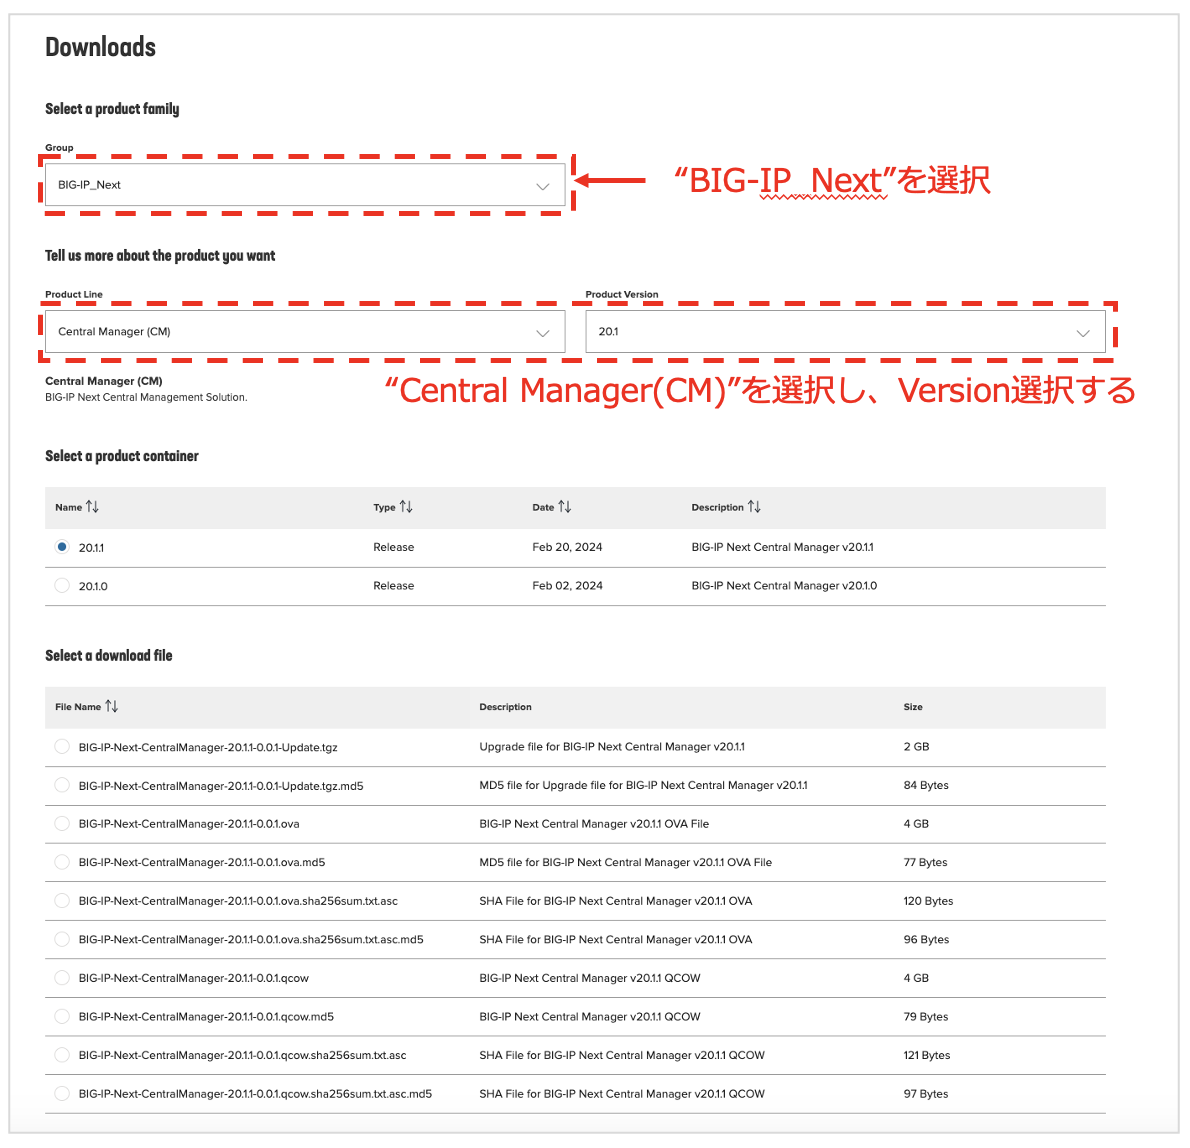 Downloads
Select a product family
Group
BIG-IP_Next
“BIG-IP_Next”を選択
Tell us more about the product you want
Product Line Product Version
Central Manager (CM) 20.1
Central Manager (CM)
BIG-IP Next Central Management Solution.
“Central Manager(CM)”を選択し、Version選択する
Select a product container
Name Type Date Description
20.1.1 Release Feb 20, 2024 BIG-IP Next Central Manager v20.1.1
20.1.0 Release Feb 02, 2024 BIG-IP Next Central Manager v20.1.0
Select a download file
File Name Description Size
BIG-IP-Next-CentralManager-20.1.1-0.0.1-Update.tgz Upgrade file for BIG-IP Next Central Manager v20.1.1 2 GB
BIG-IP-Next-CentralManager-20.1.1-0.0.1-Update.tgz.md5 MD5 file for Upgrade file for BIG-IP Next Central Manager v20.1.1 84 Bytes
BIG-IP-Next-CentralManager-20.1.1-0.0.1.ova BIG-IP Next Central Manager v20.1.1 OVA File 4 GB
BIG-IP-Next-CentralManager-20.1.1-0.0.1.ova.md5 MD5 file for BIG-IP Next Central Manager v20.1.1 OVA File 77 Bytes
BIG-IP-Next-CentralManager-20.1.1-0.0.1.ova.sha256sum.txt.asc SHA File for BIG-IP Next Central Manager v20.1.1 OVA 120 Bytes
BIG-IP-Next-CentralManager-20.1.1-0.0.1.ova.sha256sum.txt.asc.md5 SHA File for BIG-IP Next Central Manager v20.1.1 OVA 96 Bytes
BIG-IP-Next-CentralManager-20.1.1-0.0.1.qcow BIG-IP Next Central Manager v20.1.1 QCOW 4 GB
BIG-IP-Next-CentralManager-20.1.1-0.0.1.qcow.md5 BIG-IP Next Central Manager v20.1.1 QCOW 79 Bytes
BIG-IP-Next-CentralManager-20.1.1-0.0.1.qcow.sha256sum.txt.asc SHA File for BIG-IP Next Central Manager v20.1.1 QCOW 121 Bytes
BIG-IP-Next-CentralManager-20.1.1-0.0.1.qcow.sha256sum.txt.asc.md5 SHA File for BIG-IP Next Central Manager v20.1.1 QCOW 97 Bytes